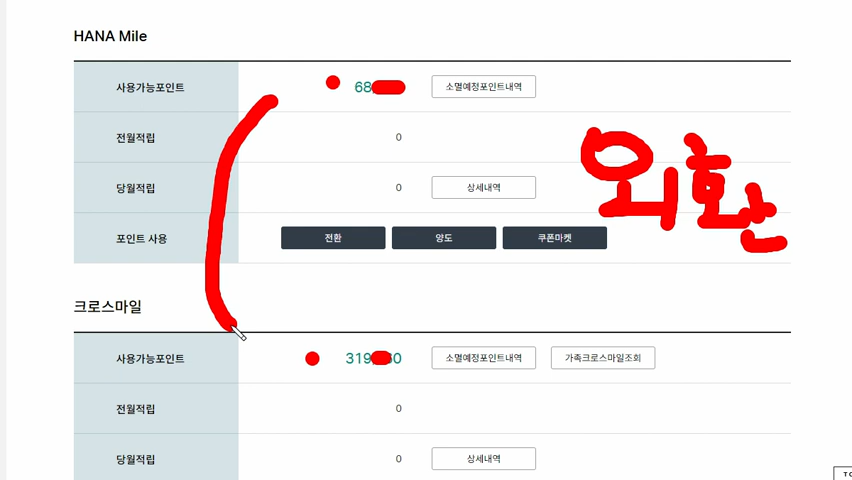 HANA Mile
사용가능포인트 68 소멸예정포인트내역
전월적립 0
당월적립 0 상세내역
외환
포인트 사용 전환 양도 쿠폰마켓
크로스마일
사용가능포인트 319 0 소멸예정포인트내역 가족크로스마일조회
전월적립 0
당월적립 0 상세내역